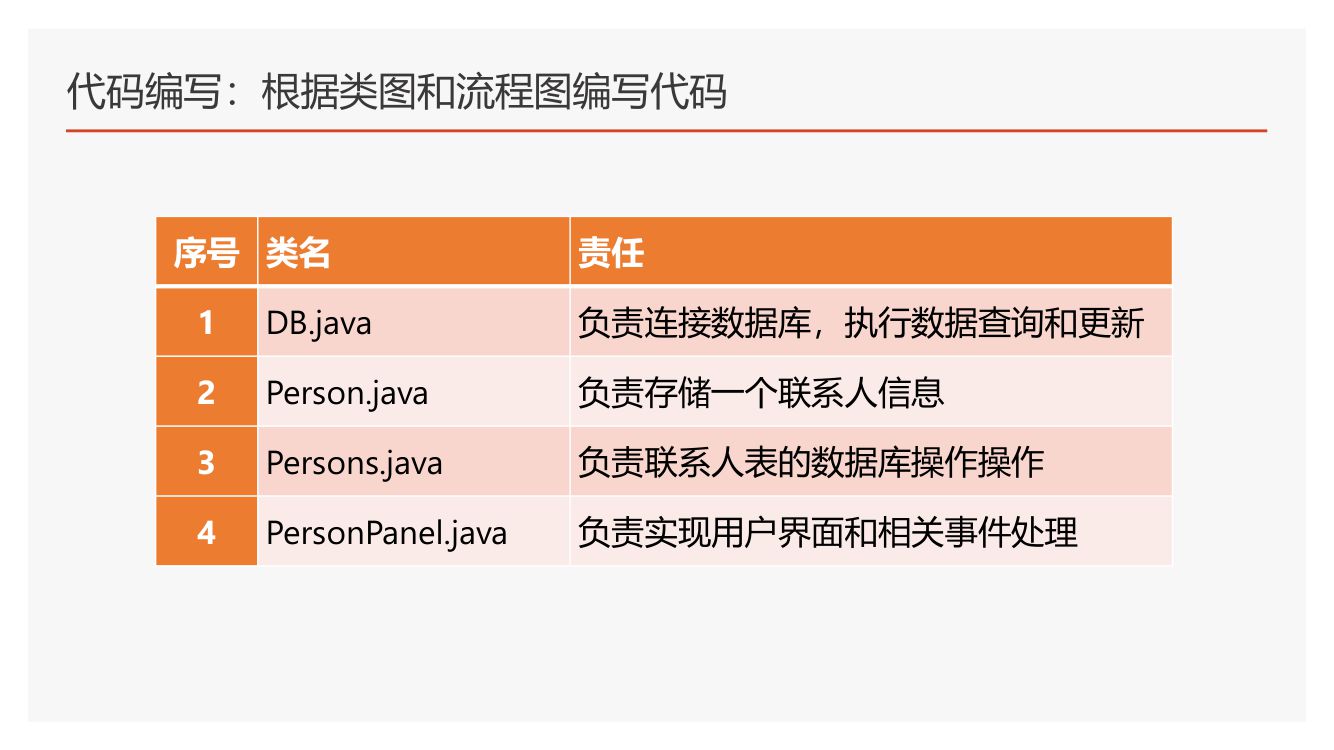 代码编写：根据类图和流程图编写代码
序号 类名 责任
1 DB.java 负责连接数据库，执行数据查询和更新
2 Person.java 负责存储一个联系人信息
3 Persons.java 负责联系人表的数据库操作操作
4 PersonPanel.java 负责实现用户界面和相关事件处理